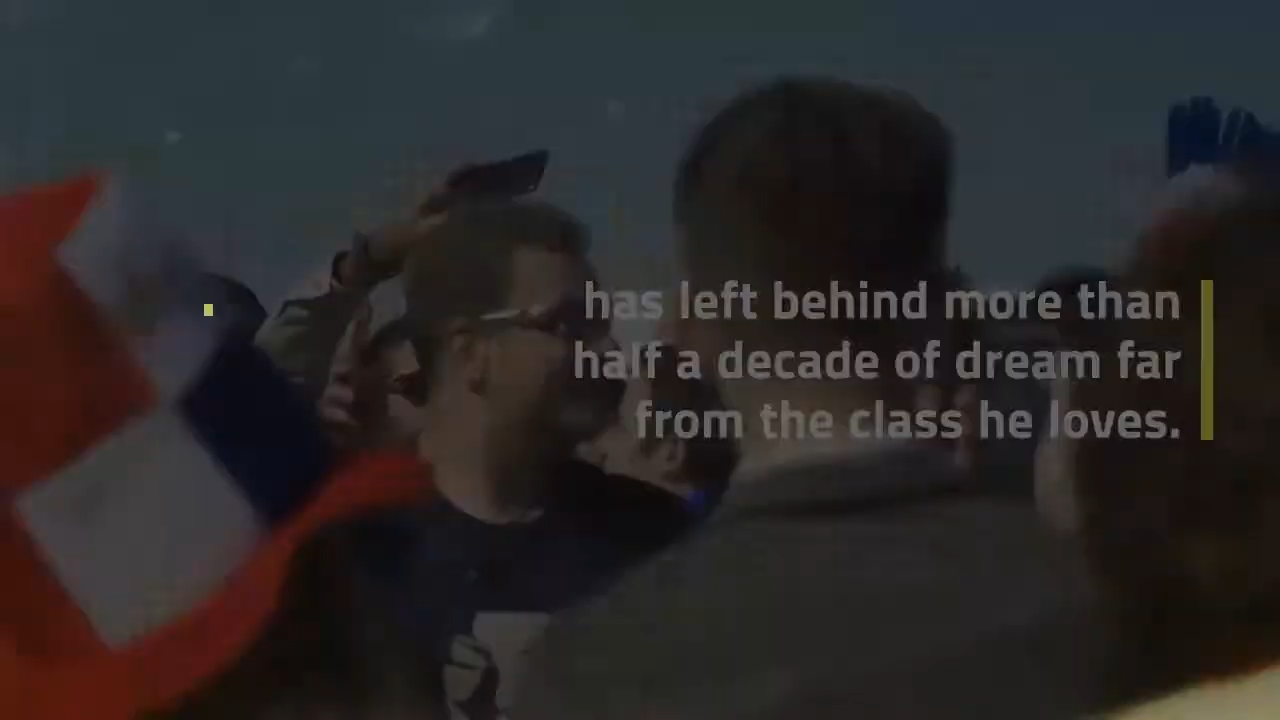 has left behind more than
half a decade of dream far
from the class he loves.